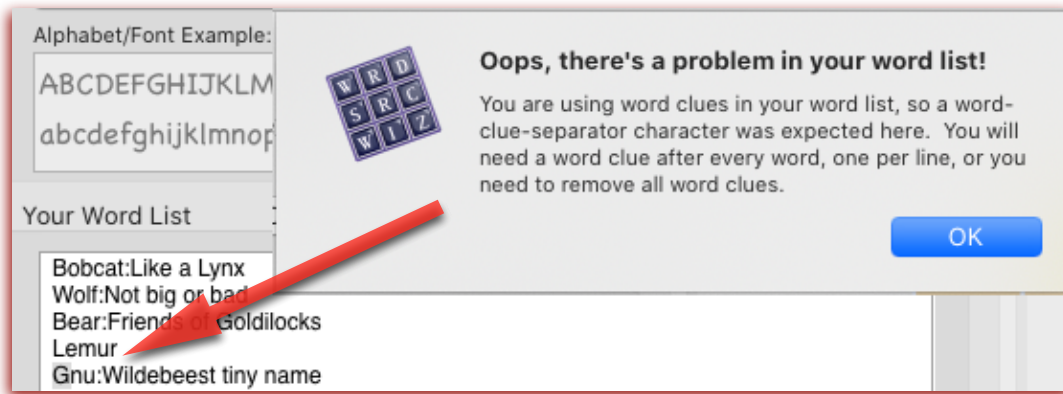 Alphabet/Font Example:
ABCDEFGHIJKLM
abcdefghijklmnop
Your Word List
W R D
S R C
W I Z
Oops, there's a problem in your word list!
You are using word clues in your word list, so a word-
clue-separator character was expected here. You will
need a word clue after every word, one per line, or you
need to remove all word clues.
OK
Bobcat:Like a Lynx
Wolf:Not big or bad
Bear:Friends of Goldilocks
Lemur
Gnu:Wildebeest tiny name